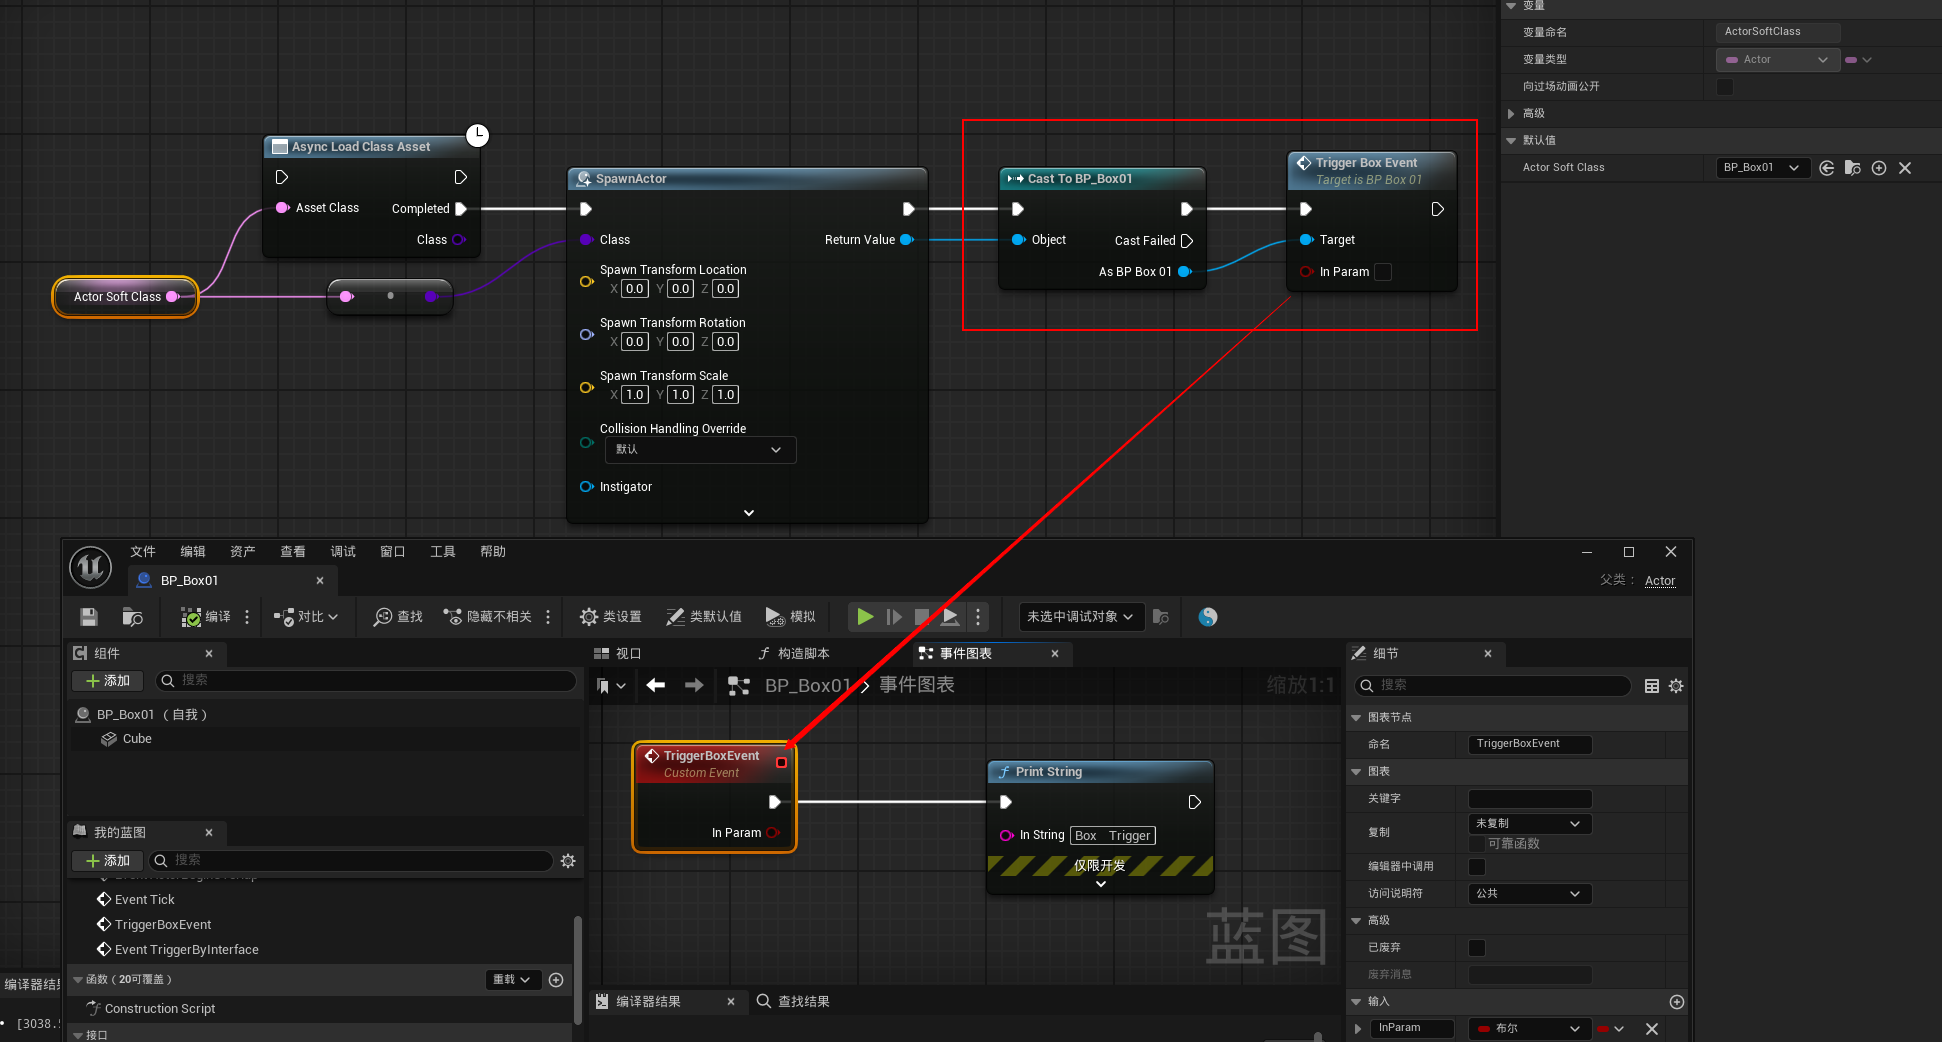 变量
变量命名
ActorSoftClass
变量类型
Actor
向过场动画公开
高级
默认值
Actor Soft Class
BP_Box01
Async Load Class Asset
Asset Class
Completed
Class
Actor Soft Class
SpawnActor
Class
Return Value
Spawn Transform Location
X 0.0 Y 0.0 Z 0.0
Spawn Transform Rotation
X 0.0 Y 0.0 Z 0.0
Spawn Transform Scale
X 1.0 Y 1.0 Z 1.0
Collision Handling Override
默认
Instigator
Cast To BP_Box01
Object
Cast Failed
As BP Box 01
Trigger Box Event
Target is BP Box 01
Target
In Param
文件 编辑 资产 查看 调试 窗口 工具 帮助
BP_Box01
父类： Actor
编译
对比
查找
隐藏不相关
类设置
类默认值
模拟
未选中调试对象
组件
添加
搜索
BP_Box01 （自我）
Cube
我的蓝图
添加
搜索
Event Tick
TriggerBoxEvent
Event TriggerByInterface
函数（20可覆盖）
重载
Construction Script
接口
视口
构造脚本
事件图表
BP_Box01 > 事件图表
缩放1:1
TriggerBoxEvent
Custom Event
In Param
Print String
In String Box Trigger
仅限开发
蓝图
编译器结果
查找结果
细节
搜索
图表节点
命名
TriggerBoxEvent
图表
关键字
复制
未复制
可靠函数
编辑器中调用
访问说明符
公共
高级
已废弃
废弃消息
输入
InParam
布尔
编译器结
[3038.